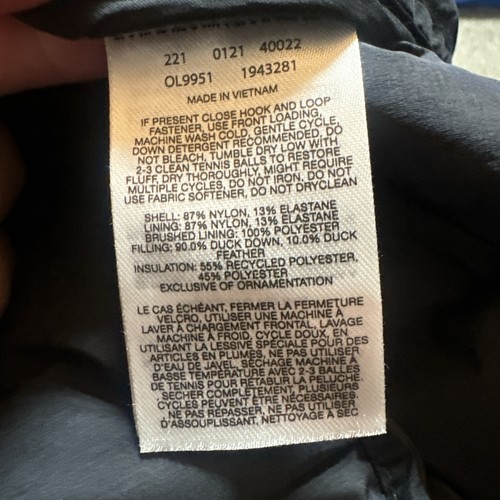 221 0121 40022
OL9951 1943281
MADE IN VIETNAM
IF PRESENT CLOSE HOOK AND LOOP
FASTENER, USE FRONT LOADING,
MACHINE WASH COLD, GENTLE CYCLE,
DOWN DETERGENT RECOMMENDED, DO
NOT BLEACH, TUMBLE DRY LOW WITH
2-3 CLEAN TENNIS BALLS TO RESTORE
FLUFF, DRY THOROUGHLY, MIGHT REQUIRE
MULTIPLE CYCLES, DO NOT IRON, DO NOT
USE FABRIC SOFTENER, DO NOT DRYCLEAN
SHELL: 87% NYLON, 13% ELASTANE
LINING: 87% NYLON, 13% ELASTANE
BRUSHED LINING: 100% POLYESTER
FILLING: 90.0% DUCK DOWN, 10.0% DUCK
FEATHER
INSULATION: 55% RECYCLED POLYESTER,
45% POLYESTER
EXCLUSIVE OF ORNAMENTATION
LE CAS ÉCHÉANT, FERMER LA FERMETURE
VELCRO, UTILISER UNE MACHINE À
LAVER À CHARGEMENT FRONTAL, LAVAGE
MACHINE À FROID, CYCLE DOUX, EN
UTILISANT LA LESSIVE SPÉCIALE POUR DES
ARTICLES EN PLUMES, NE PAS UTILISER
D'EAU DE JAVEL, SÉCHAGE MACHINE À
BASSE TEMPÉRATURE AVEC 2-3 BALLES
DE TENNIS POUR RÉTABLIR LA PELUCHE,
SECHER COMPLÈTEMENT, PLUSIEURS
CYCLES PEUVENT ÊTRE NÉCESSAIRES,
NE PAS REPASSER, NE PAS UTILISER
D'ASSOUPLISSANT, NETTOYAGE À SEC